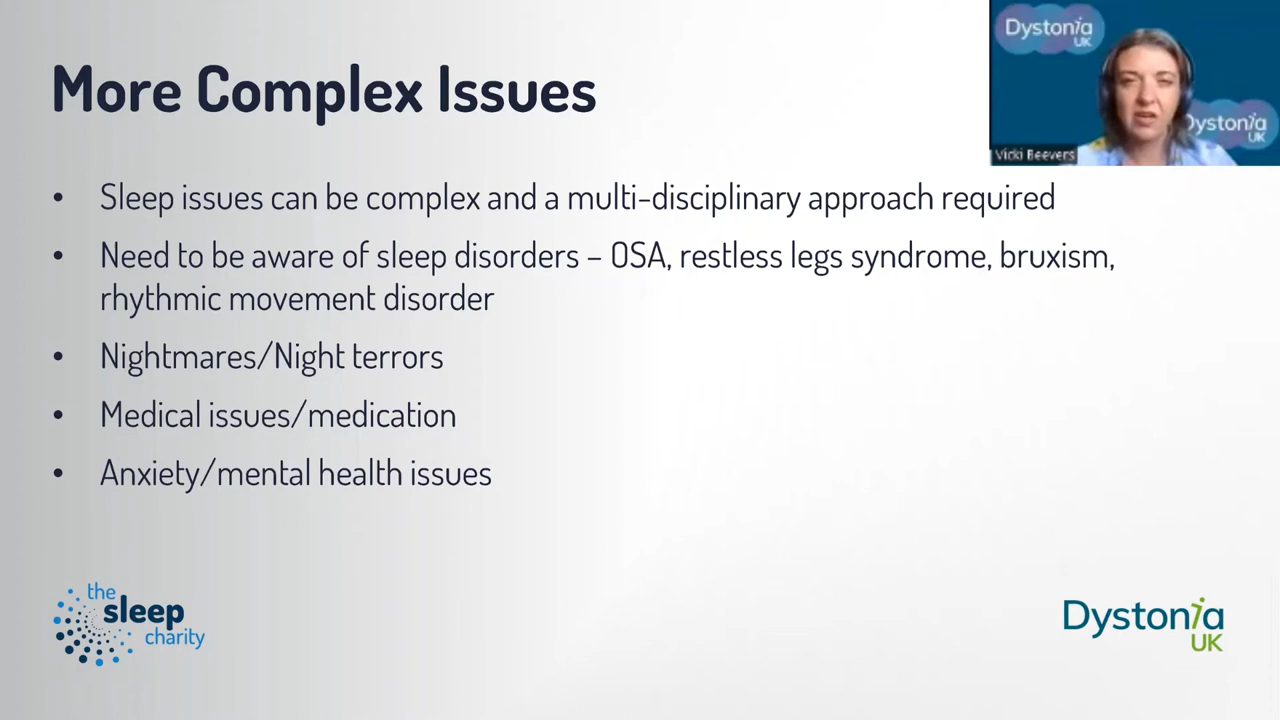 More Complex Issues
Dystonia
UK
Dystonia
UK
Vicki Beevers
• Sleep issues can be complex and a multi-disciplinary approach required
• Need to be aware of sleep disorders – OSA, restless legs syndrome, bruxism,
rhythmic movement disorder
• Nightmares/Night terrors
• Medical issues/medication
• Anxiety/mental health issues
the
sleep
charity
Dystonia
UK